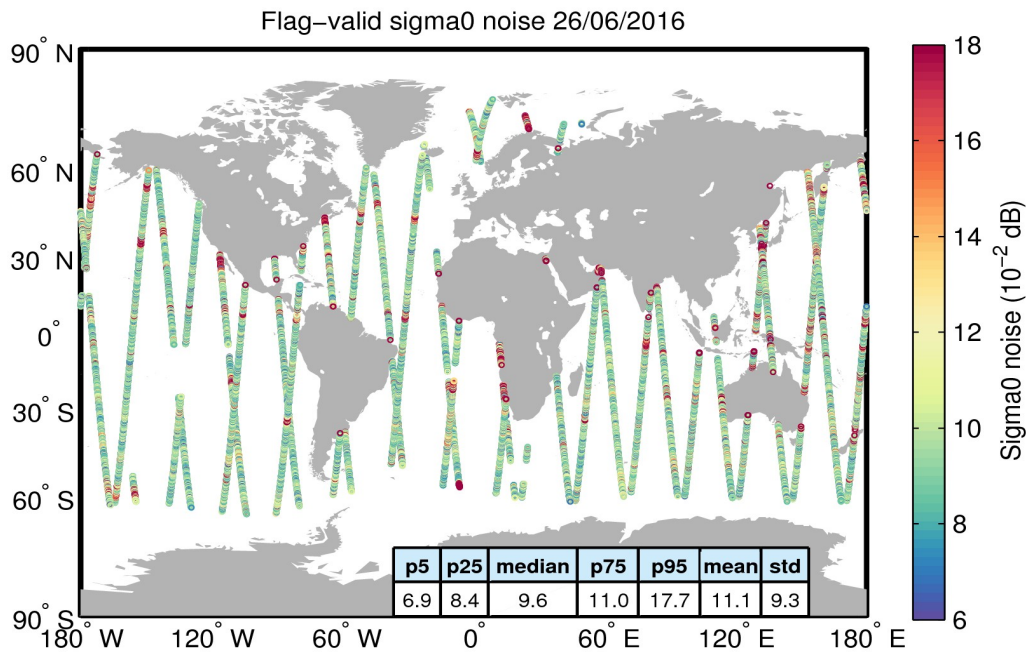 Flag−valid sigma0 noise 26/06/2016
90° N
60° N
30° N
0°
30° S
60° S
90° S
180° W
120° W
60° W
0°
60° E
120° E
180° E
p5 p25 median p75 p95 mean std
6.9 8.4 9.6 11.0 17.7 11.1 9.3
18
16
14
12
10
8
6
Sigma0 noise (10⁻² dB)